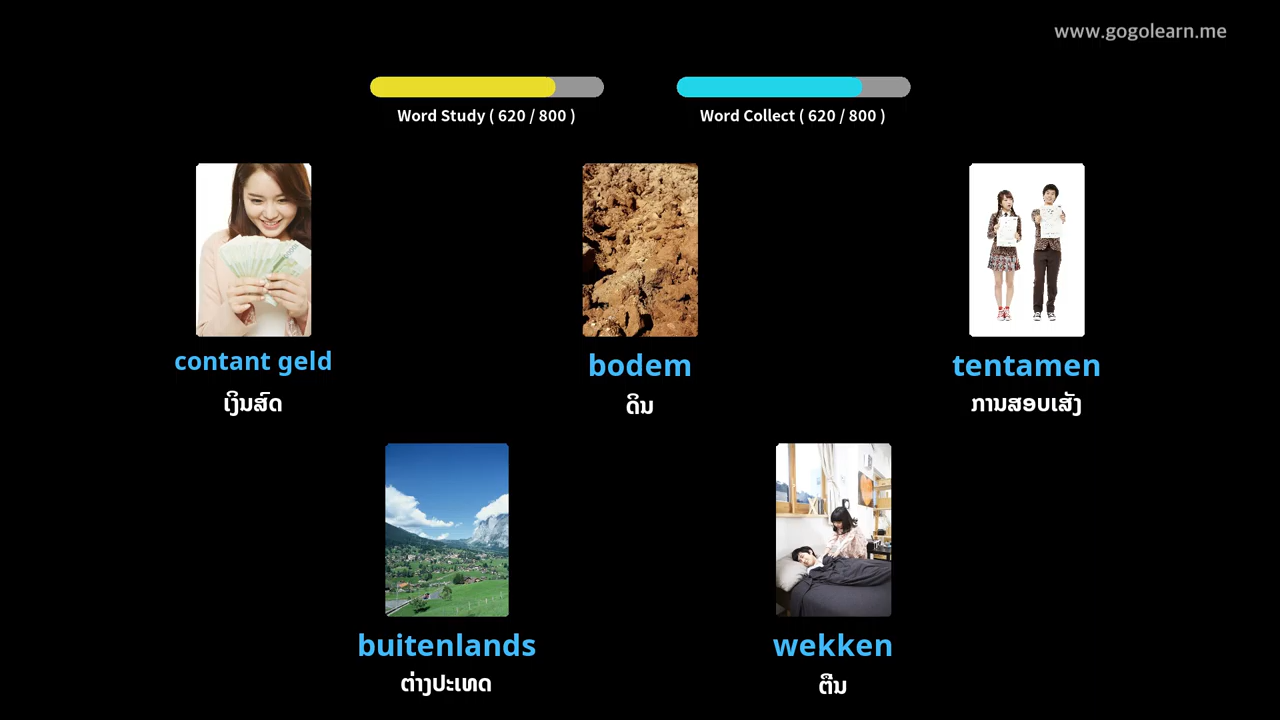 www.gogolearn.me
Word Study ( 620 / 800 )
Word Collect ( 620 / 800 )
contant geld
ເງິນສົດ
bodem
ດິນ
tentamen
ການສອບເສັງ
buitenlands
ຕ່າງປະເທດ
wekken
ຕື່ນ